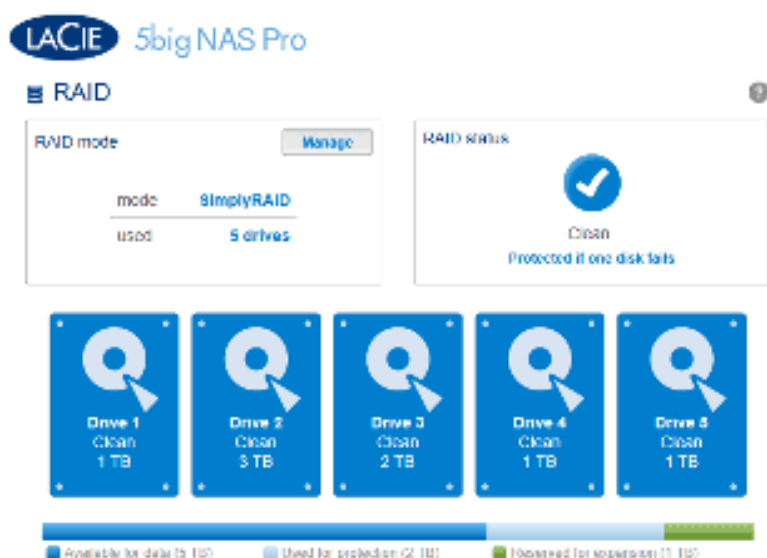 LACIE 5big NAS Pro
RAID
?
RAID mode
Manage
RAID status
mode SimplyRAID
used 5 drives
Clean
Protected if one disk fails
Drive 1
Clean
1 TB
Drive 2
Clean
3 TB
Drive 3
Clean
2 TB
Drive 4
Clean
1 TB
Drive 5
Clean
1 TB
Available for data (5 TB) Used for protection (2 TB) Reserved for expansion (1 TB)